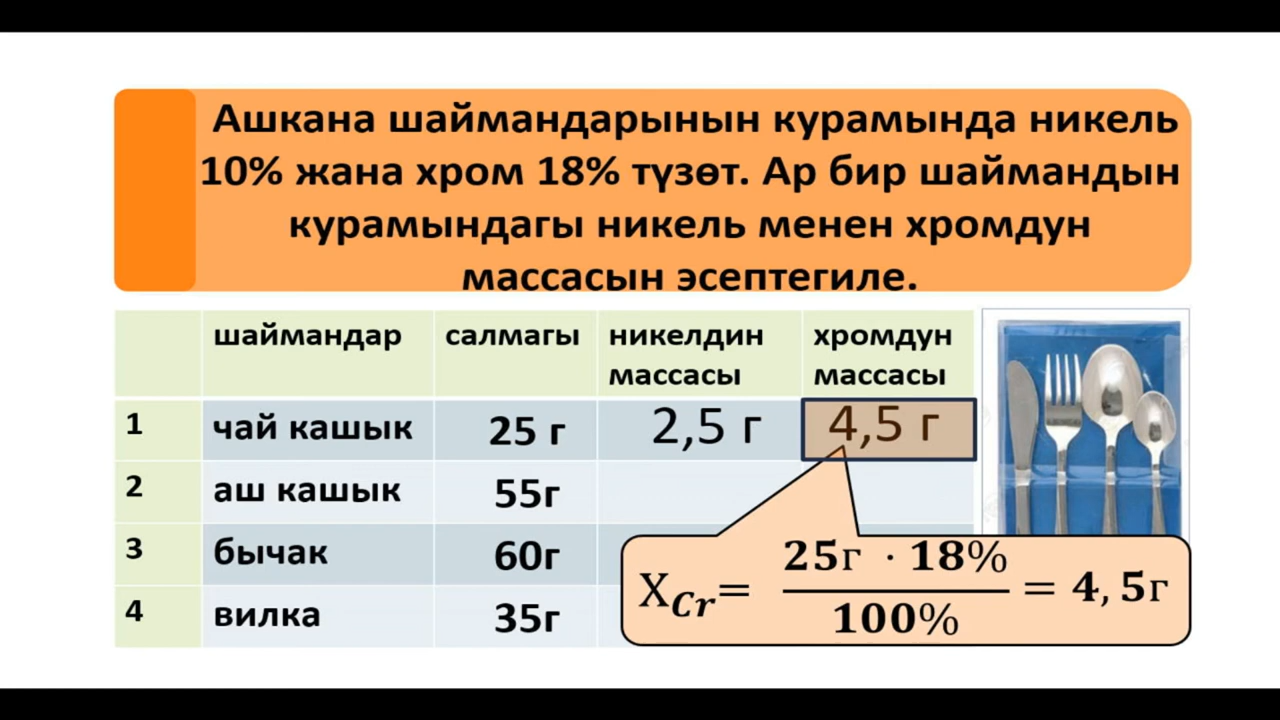 Ашкана шаймандарынын курамында никель
10% жана хром 18% түзөт. Ар бир шаймандын
курамындагы никель менен хромдун
массасын эсептегиле.
шаймандар салмагы никелдин массасы хромдун массасы
1 чай кашык 25 г 2,5 г 4,5 г
2 аш кашык 55г
3 бычак 60г
4 вилка 35г
X_Cr= 25г · 18% / 100% = 4,5г